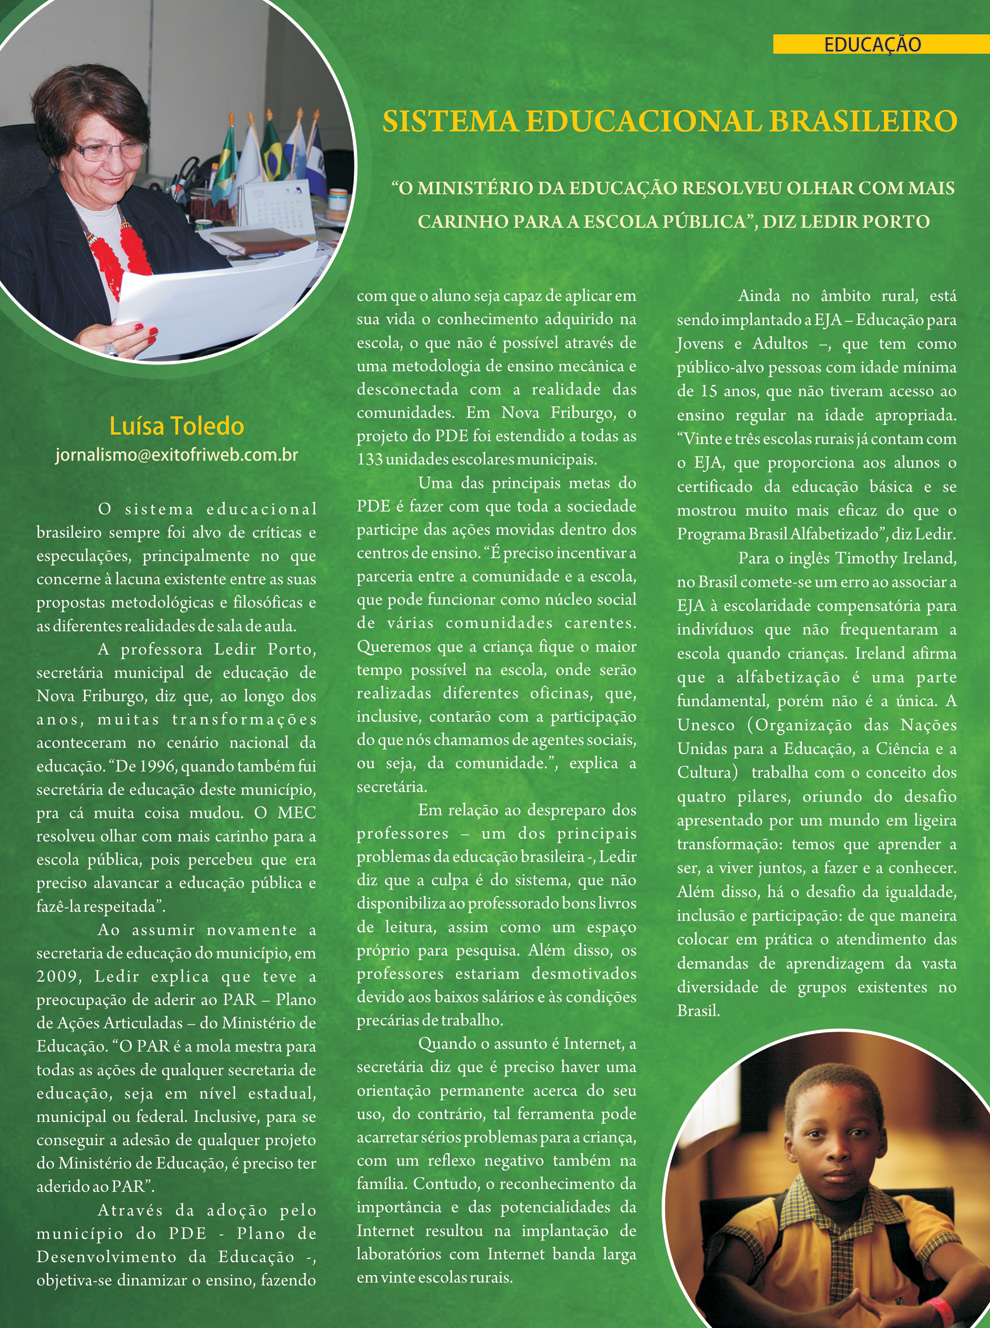 EDUCAÇÃO
SISTEMA EDUCACIONAL BRASILEIRO
“O MINISTÉRIO DA EDUCAÇÃO RESOLVEU OLHAR COM MAIS
CARINHO PARA A ESCOLA PÚBLICA”, DIZ LEDIR PORTO
Luísa Toledo
jornalismo@exitofriweb.com.br
O sistema educacional
brasileiro sempre foi alvo de críticas e
especulações, principalmente no que
concerne à lacuna existente entre as suas
propostas metodológicas e filosóficas e
as diferentes realidades de sala de aula.
A professora Ledir Porto,
secretária municipal de educação de
Nova Friburgo, diz que, ao longo dos
anos, muitas transformações
aconteceram no cenário nacional da
educação. “De 1996, quando também fui
secretária de educação deste município,
pra cá muita coisa mudou. O MEC
resolveu olhar com mais carinho para a
escola pública, pois percebeu que era
preciso alavancar a educação pública e
fazê-la respeitada”.
Ao assumir novamente a
secretaria de educação do município, em
2009, Ledir explica que teve a
preocupação de aderir ao PAR – Plano
de Ações Articuladas – do Ministério de
Educação. “O PAR é a mola mestra para
todas as ações de qualquer secretaria de
educação, seja em nível estadual,
municipal ou federal. Inclusive, para se
conseguir a adesão de qualquer projeto
do Ministério de Educação, é preciso ter
aderido ao PAR”.
Através da adoção pelo
município do PDE - Plano de
Desenvolvimento da Educação -,
objetiva-se dinamizar o ensino, fazendo
com que o aluno seja capaz de aplicar em
sua vida o conhecimento adquirido na
escola, o que não é possível através de
uma metodologia de ensino mecânica e
desconectada com a realidade das
comunidades. Em Nova Friburgo, o
projeto do PDE foi estendido a todas as
133 unidades escolares municipais.
Uma das principais metas do
PDE é fazer com que toda a sociedade
participe das ações movidas dentro dos
centros de ensino. “É preciso incentivar a
parceria entre a comunidade e a escola,
que pode funcionar como núcleo social
de várias comunidades carentes.
Queremos que a criança fique o maior
tempo possível na escola, onde serão
realizadas diferentes oficinas, que,
inclusive, contarão com a participação
do que nós chamamos de agentes sociais,
ou seja, da comunidade.”, explica a
secretária.
Em relação ao despreparo dos
professores – um dos principais
problemas da educação brasileira -, Ledir
diz que a culpa é do sistema, que não
disponibiliza ao professorado bons livros
de leitura, assim como um espaço
próprio para pesquisa. Além disso, os
professores estariam desmotivados
devido aos baixos salários e às condições
precárias de trabalho.
Quando o assunto é Internet, a
secretária diz que é preciso haver uma
orientação permanente acerca do seu
uso, do contrário, tal ferramenta pode
acarretar sérios problemas para a criança,
com um reflexo negativo também na
família. Contudo, o reconhecimento da
importância e das potencialidades da
Internet resultou na implantação de
laboratórios com Internet banda larga
em vinte escolas rurais.
Ainda no âmbito rural, está
sendo implantado a EJA – Educação para
Jovens e Adultos –, que tem como
público-alvo pessoas com idade mínima
de 15 anos, que não tiveram acesso ao
ensino regular na idade apropriada.
“Vinte e três escolas rurais já contam com
o EJA, que proporciona aos alunos o
certificado da educação básica e se
mostrou muito mais eficaz do que o
Programa Brasil Alfabetizado”, diz Ledir.
Para o inglês Timothy Ireland,
no Brasil comete-se um erro ao associar a
EJA à escolaridade compensatória para
indivíduos que não frequentaram a
escola quando crianças. Ireland afirma
que a alfabetização é uma parte
fundamental, porém não é a única. A
Unesco (Organização das Nações
Unidas para a Educação, a Ciência e a
Cultura) trabalha com o conceito dos
quatro pilares, oriundo do desafio
apresentado por um mundo em ligeira
transformação: temos que aprender a
ser, a viver juntos, a fazer e a conhecer.
Além disso, há o desafio da igualdade,
inclusão e participação: de que maneira
colocar em prática o atendimento das
demandas de aprendizagem da vasta
diversidade de grupos existentes no
Brasil.